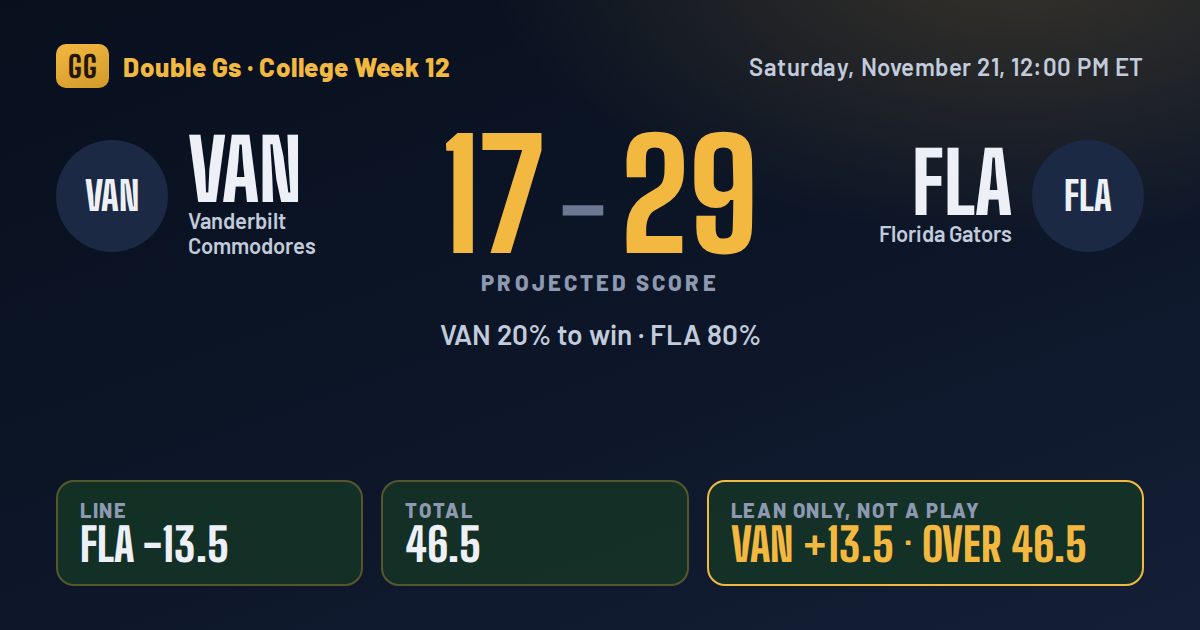 GG Double Gs · College Week 12
Saturday, November 21, 12:00 PM ET
VAN
VAN
Vanderbilt
Commodores
17 – 29
PROJECTED SCORE
VAN 20% to win · FLA 80%
FLA
Florida Gators
FLA
LINE
FLA −13.5
TOTAL
46.5
LEAN ONLY, NOT A PLAY
VAN +13.5 · OVER 46.5